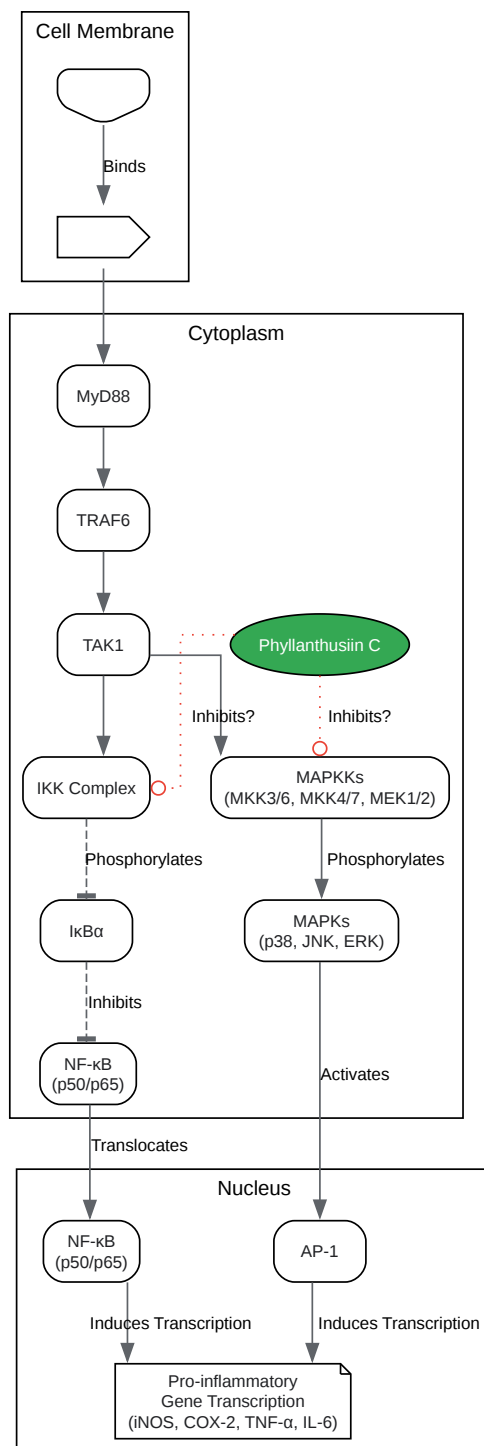 Cell Membrane
Binds
Cytoplasm
MyD88
TRAF6
TAK1
Phyllanthusiin C
Inhibits?
Inhibits?
IKK Complex
MAPKKs
(MKK3/6, MKK4/7, MEK1/2)
Phosphorylates
Phosphorylates
IκBα
MAPKs
(p38, JNK, ERK)
Inhibits
NF-κB
(p50/p65)
Activates
Translocates
Nucleus
NF-κB
(p50/p65)
AP-1
Induces Transcription
Induces Transcription
Pro-inflammatory
Gene Transcription
(iNOS, COX-2, TNF-α, IL-6)